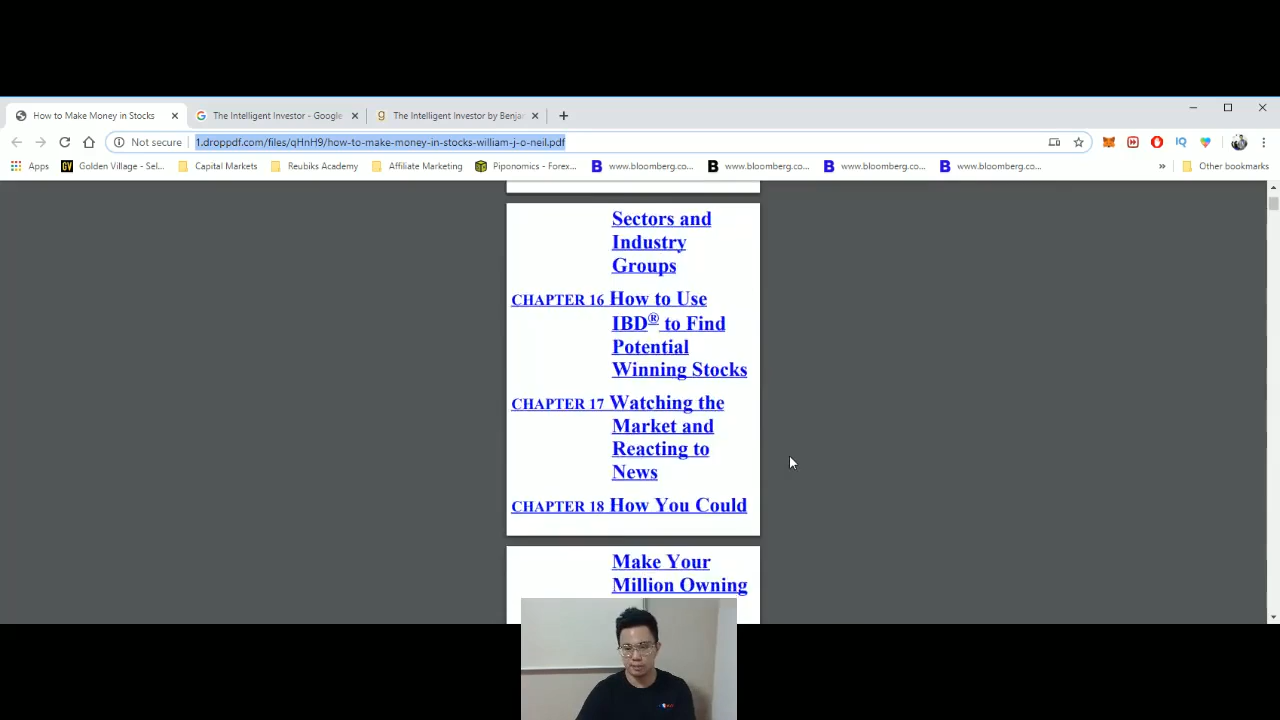 How to Make Money in Stocks
The Intelligent Investor - Google
The Intelligent Investor by Benja
Not secure
1.droppdf.com/files/qHnH9/how-to-make-money-in-stocks-william-j-o-neil.pdf
IQ
Apps
GV Golden Village - Sel...
Capital Markets
Reubiks Academy
Affiliate Marketing
Piponomics - Forex...
B www.bloomberg.co...
B www.bloomberg.co...
B www.bloomberg.co...
B www.bloomberg.co...
»
Other bookmarks
Sectors and
Industry
Groups
CHAPTER 16 How to Use
IBD® to Find
Potential
Winning Stocks
CHAPTER 17 Watching the
Market and
Reacting to
News
CHAPTER 18 How You Could
Make Your
Million Owning